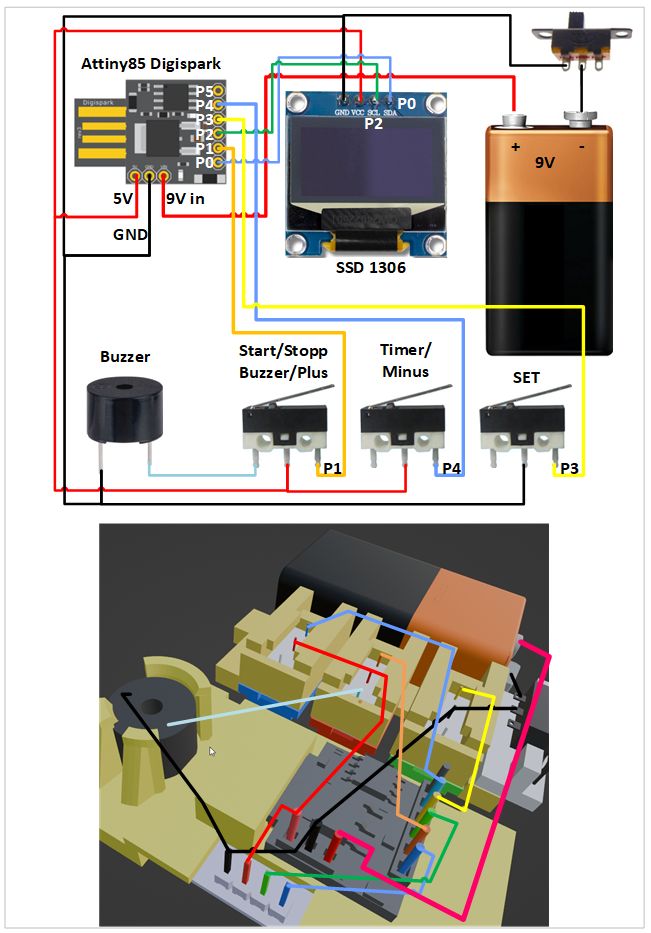 Attiny85 Digispark
Digispark
P5
P4
P3
P2
P1
P0
GND VCC SCL SDA
P0
P2
+
-
9V
5V
9V in
GND
SSD 1306
Buzzer
Start/Stopp
Buzzer/Plus
Timer/
Minus
SET
P1
P4
P3